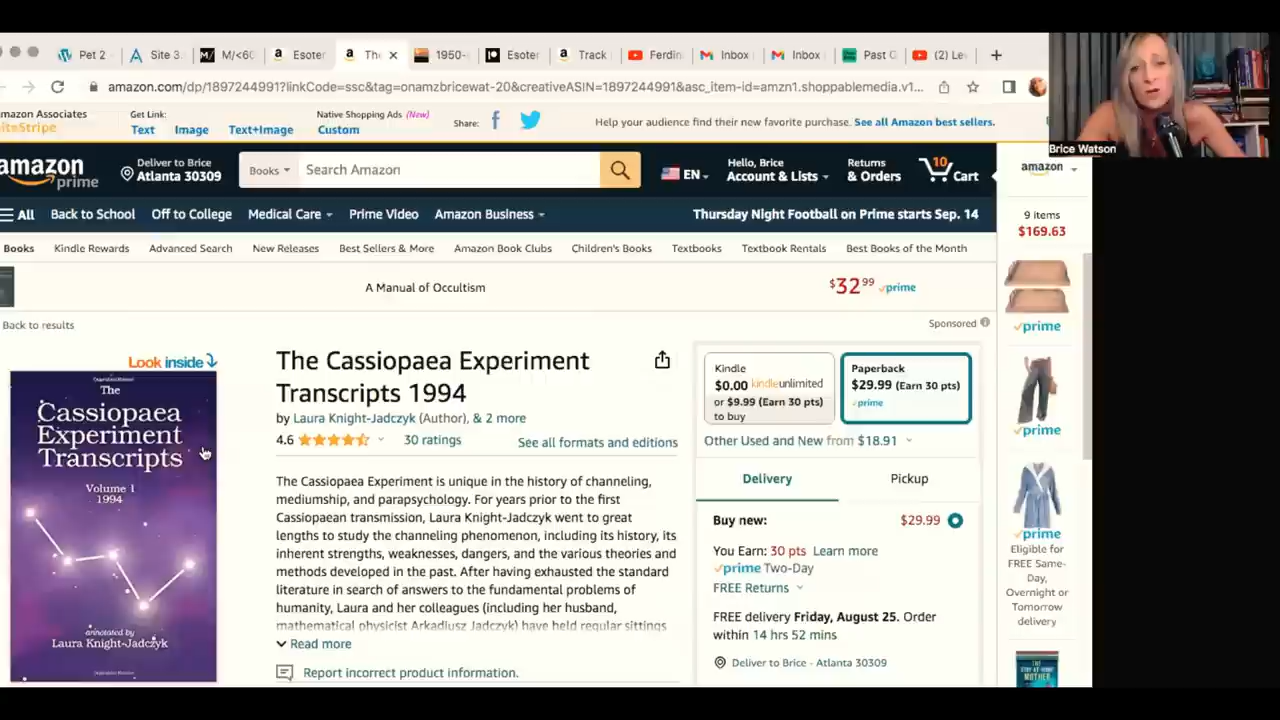 Pet 2
Site 3
M/<60
Esoter
The
1950-
Esoter
Track
Ferdin
Inbox
Inbox
Past O
(2) Le
amazon.com/dp/1897244991?linkCode=ssc&tag=onamzbricewat-20&creativeASIN=1897244991&asc_item-id=amzn1.shoppablemedia.v1...
Brice Watson
mazon Associates
iteStripe
Get Link:
Text Image Text+Image
Native Shopping Ads (New)
Custom
Share:
Help your audience find their new favorite purchase. See all Amazon best sellers.
amazon
prime
Deliver to Brice
Atlanta 30309
Books
Search Amazon
EN
Hello, Brice
Account & Lists
Returns
& Orders
10
Cart
All Back to School Off to College Medical Care Prime Video Amazon Business
Thursday Night Football on Prime starts Sep. 14
Books Kindle Rewards Advanced Search New Releases Best Sellers & More Amazon Book Clubs Children's Books Textbooks Textbook Rentals Best Books of the Month
A Manual of Occultism
$32 99 prime
Back to results
Sponsored
Look inside
The
Cassiopaea
Experiment
Transcripts
Volume 1
1994
annotated by
Laura Knight-Jadczyk
The Cassiopaea Experiment
Transcripts 1994
by Laura Knight-Jadczyk (Author), & 2 more
4.6
30 ratings
See all formats and editions
The Cassiopaea Experiment is unique in the history of channeling,
mediumship, and parapsychology. For years prior to the first
Cassiopaean transmission, Laura Knight-Jadczyk went to great
lengths to study the channeling phenomenon, including its history, its
inherent strengths, weaknesses, dangers, and the various theories and
methods developed in the past. After having exhausted the standard
literature in search of answers to the fundamental problems of
humanity, Laura and her colleagues (including her husband,
mathematical physicist Arkadiusz Jadczyk) have held regular sittings
Read more
Report incorrect product information.
Kindle
$0.00 kindleunlimited
or $9.99 (Earn 30 pts)
to buy
Paperback
$29.99 (Earn 30 pts)
prime
Other Used and New from $18.91
Delivery
Pickup
Buy new:
$29.99
You Earn: 30 pts Learn more
prime Two-Day
FREE Returns
FREE delivery Friday, August 25. Order
within 14 hrs 52 mins
Deliver to Brice - Atlanta 30309
amazon
9 items
$169.63
prime
prime
prime
Eligible for
FREE Same-
Day,
Overnight or
Tomorrow
delivery